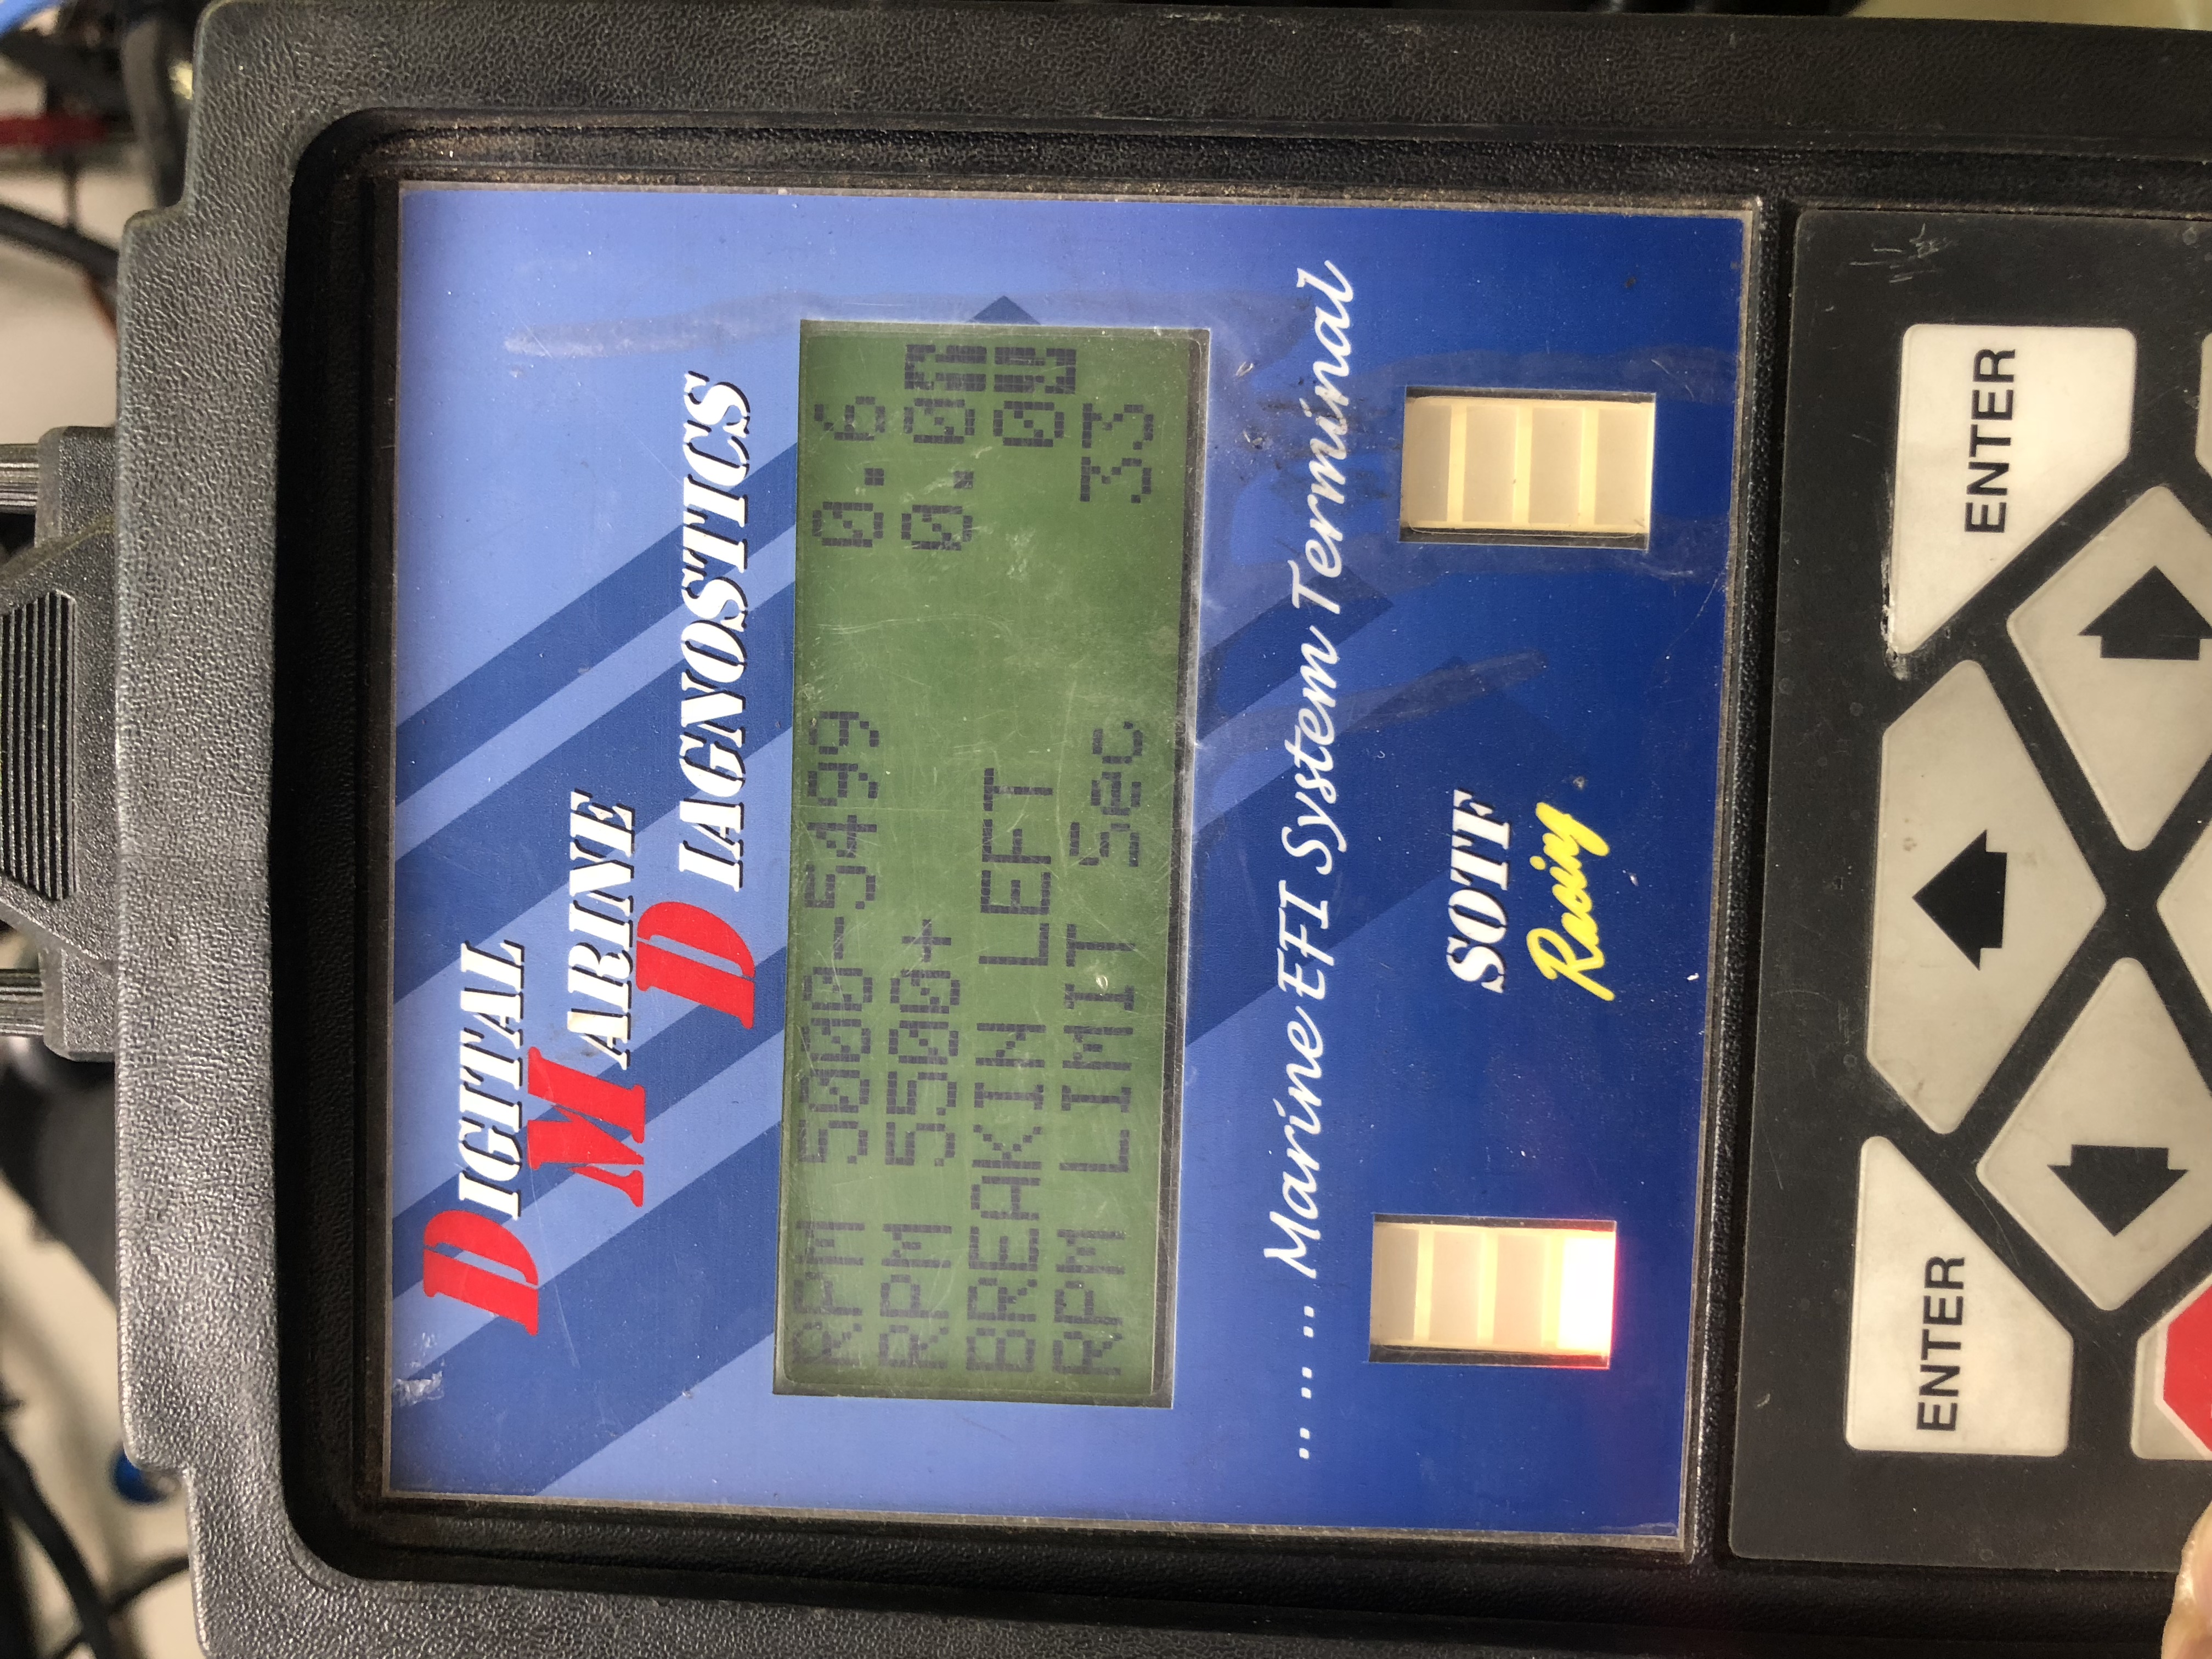 DIGITAL
MARINE
DIAGNOSTICS
RPM 5000-5499 0.6
RPM 5500+ 0.0
BREAKIN LEFT 0
RPM LIMIT Sec 33
.. .. .. Marine EFI System Terminal
SOTF
Racing
ENTER
ENTER